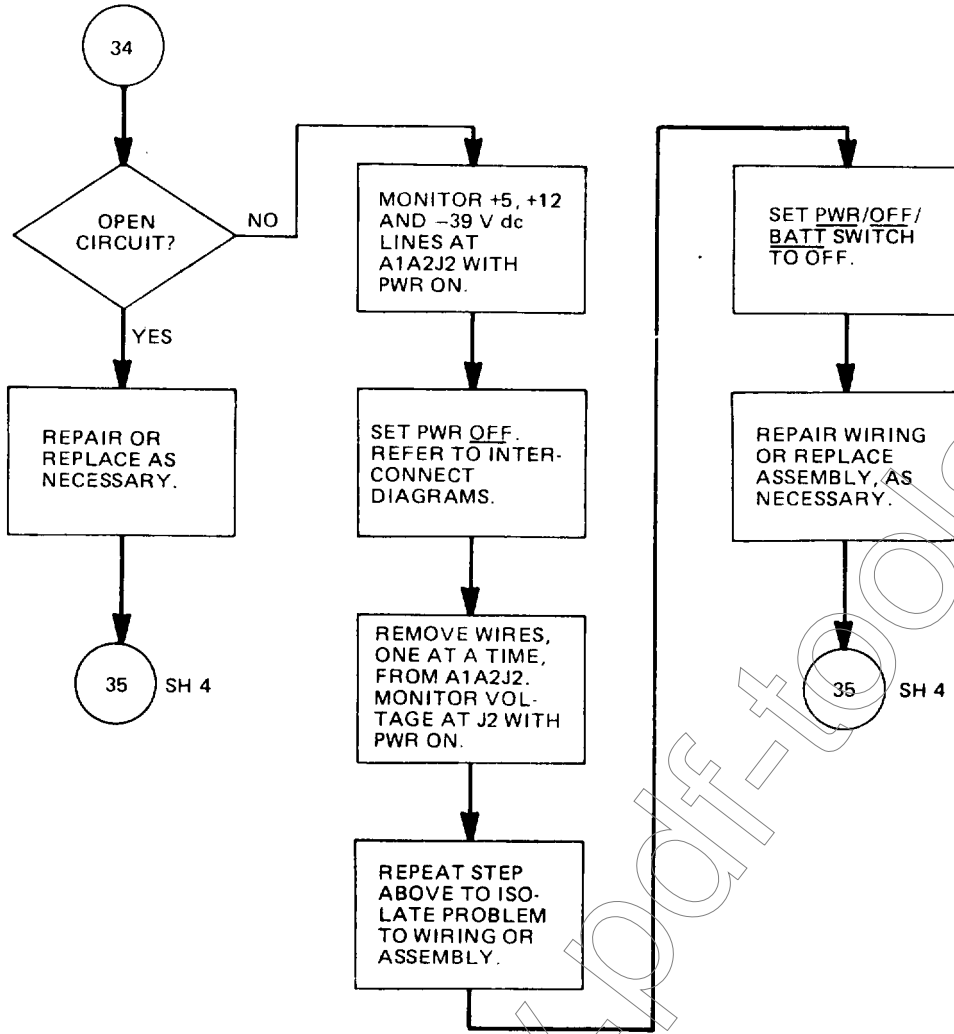 34
OPEN
CIRCUIT?
NO
YES
REPAIR OR
REPLACE AS
NECESSARY.
35
SH 4
MONITOR +5, +12
AND −39 V dc
LINES AT
A1A2J2 WITH
PWR ON.
SET PWR OFF.
REFER TO INTER-
CONNECT
DIAGRAMS.
REMOVE WIRES,
ONE AT A TIME,
FROM A1A2J2.
MONITOR VOL-
TAGE AT J2 WITH
PWR ON.
REPEAT STEP
ABOVE TO ISO-
LATE PROBLEM
TO WIRING OR
ASSEMBLY.
SET PWR/OFF/
BATT SWITCH
TO OFF.
REPAIR WIRING
OR REPLACE
ASSEMBLY, AS
NECESSARY.
35
SH 4
.pdf-tools